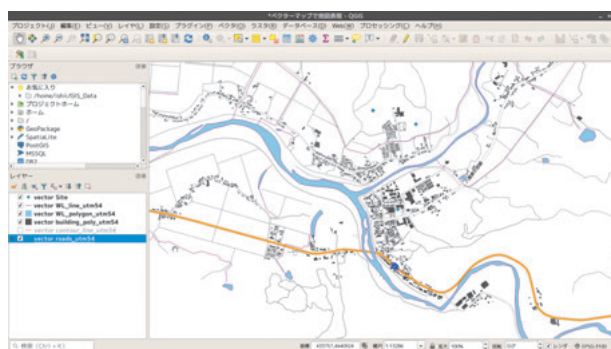 *ベクターマップで地図表現 - QGIS
プロジェクト(J) 編集(E) ビュー(V) レイヤ(L) 設定(S) プラグイン(P) ベクタ(O) ラスタ(R) データベース(D) Web(W) プロセッシング(C) ヘルプ(H)
ブラウザ
お気に入り
プロジェクトホーム
ホーム
/
GeoPackage
SpatiaLite
PostGIS
MSSQL
DB2
レイヤー
vector Site
vector WL_line_utm54
vector WL_polygon_utm54
vector building_poly_utm54
vector contour_line_utm54
vector roads_utm54
検索 (Ctrl + K)
座標
縮尺
拡大 100%
回転
レンダ